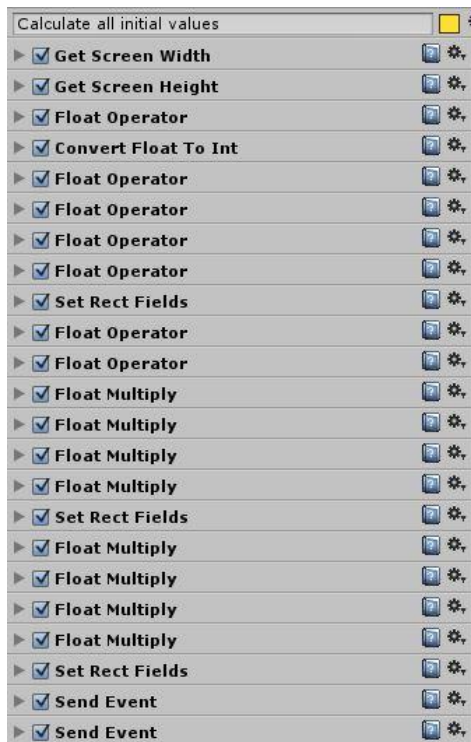 Calculate all initial values
Get Screen Width
Get Screen Height
Float Operator
Convert Float To Int
Float Operator
Float Operator
Float Operator
Float Operator
Set Rect Fields
Float Operator
Float Operator
Float Multiply
Float Multiply
Float Multiply
Float Multiply
Set Rect Fields
Float Multiply
Float Multiply
Float Multiply
Float Multiply
Set Rect Fields
Send Event
Send Event